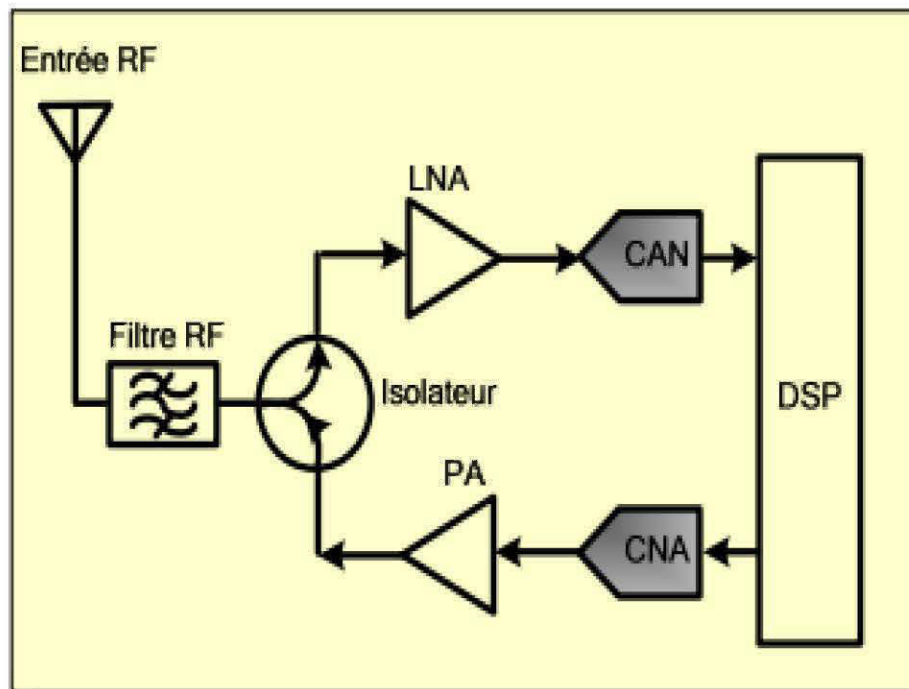 Entrée RF
LNA
CAN
Filtre RF
Isolateur
DSP
PA
CNA